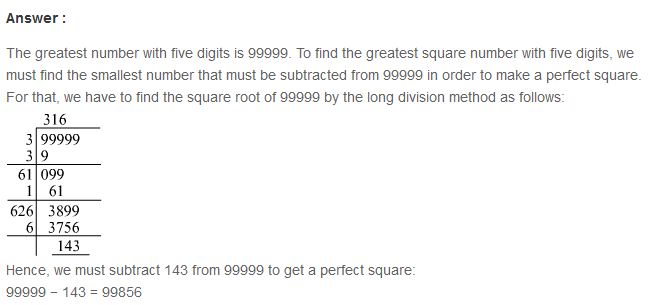 Answer :
The greatest number with five digits is 99999. To find the greatest square number with five digits, we
must find the smallest number that must be subtracted from 99999 in order to make a perfect square.
For that, we have to find the square root of 99999 by the long division method as follows:
316
3 99999
3 9
61 099
1 61
626 3899
6 3756
143
Hence, we must subtract 143 from 99999 to get a perfect square:
99999 − 143 = 99856